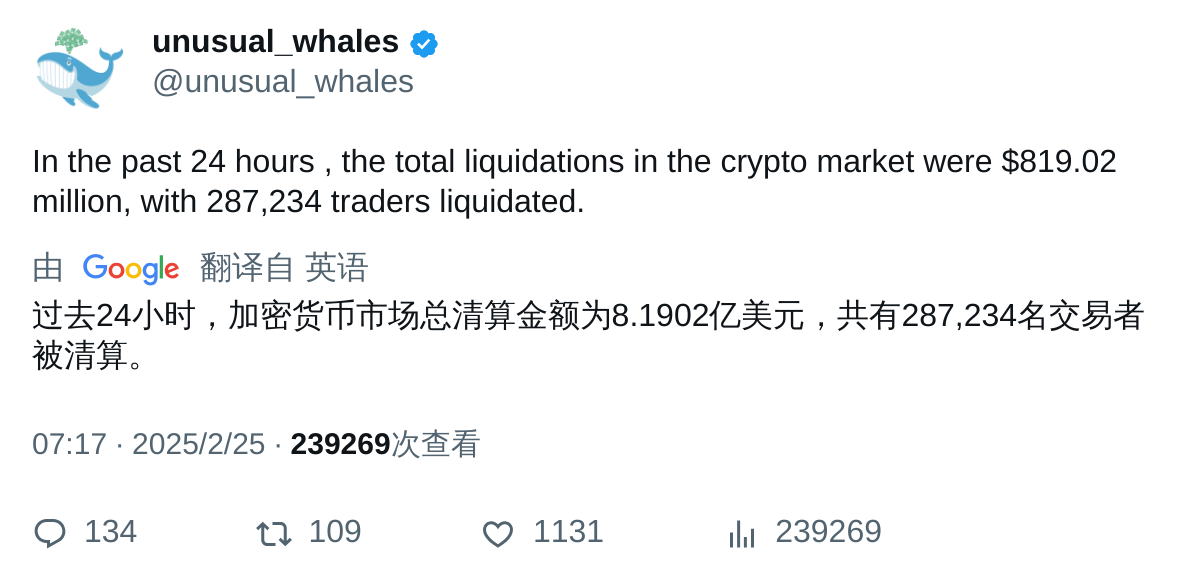 unusual_whales
@unusual_whales
In the past 24 hours , the total liquidations in the crypto market were $819.02
million, with 287,234 traders liquidated.
由 Google 翻译自 英语
过去24小时，加密货币市场总清算金额为8.1902亿美元，共有287,234名交易者
被清算。
07:17 · 2025/2/25 · 239269次查看
134 109 1131 239269